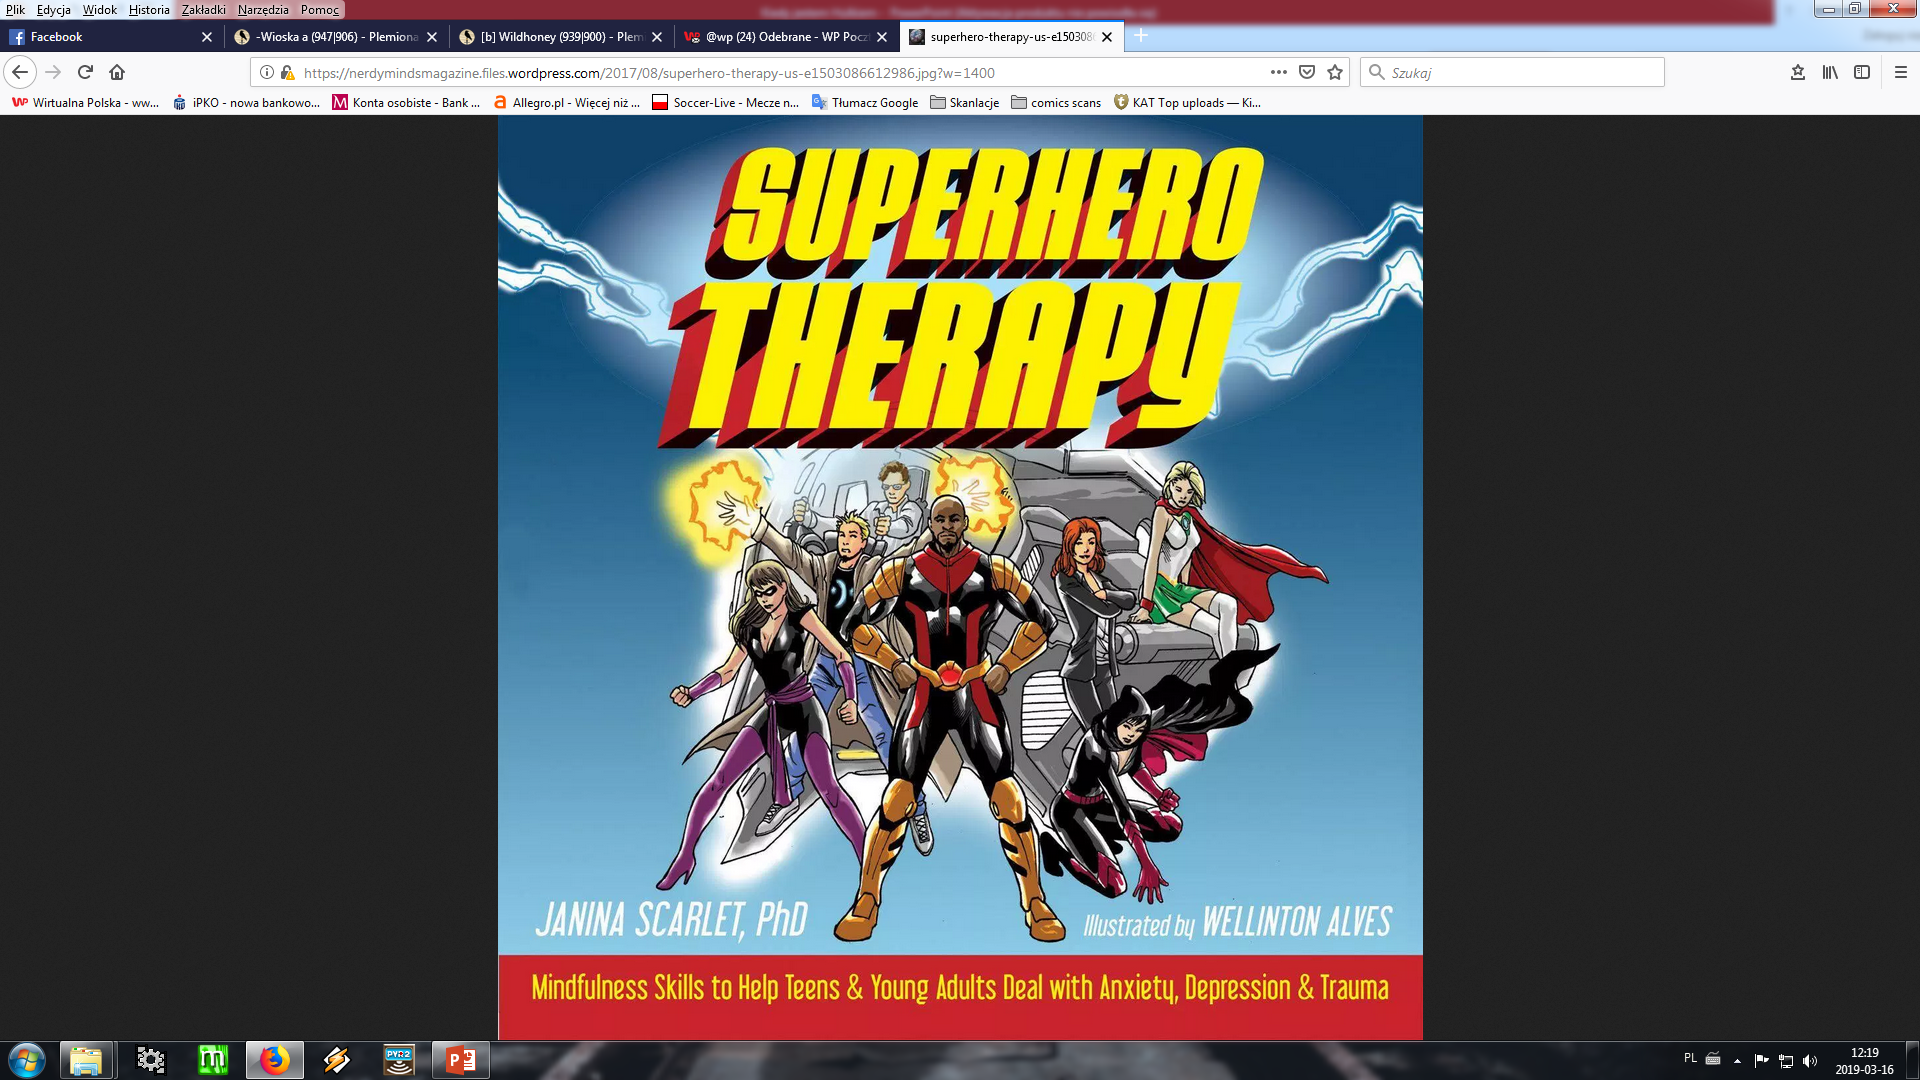 Plik Edycja Widok Historia Zakładki Narzędzia Pomoc
Facebook
-Wioska a (947|906) - Plemiona
[b] Wildhoney (939|900) - Plem
@wp (24) Odebrane - WP Pocz
superhero-therapy-us-e150308
https://nerdymindsmagazine.files.wordpress.com/2017/08/superhero-therapy-us-e1503086612986.jpg?w=1400
Szukaj
Wirtualna Polska - ww...
iPKO - nowa bankowo...
Konta osobiste - Bank ...
Allegro.pl - Więcej niż ...
Soccer-Live - Mecze n...
Tłumacz Google
Skanlacje
comics scans
KAT Top uploads — Ki...
SUPERHERO
THERAPY
JANINA SCARLET, PhD
Illustrated by WELLINTON ALVES
Mindfulness Skills to Help Teens & Young Adults Deal with Anxiety, Depression & Trauma
PL
12:19
2019-03-16